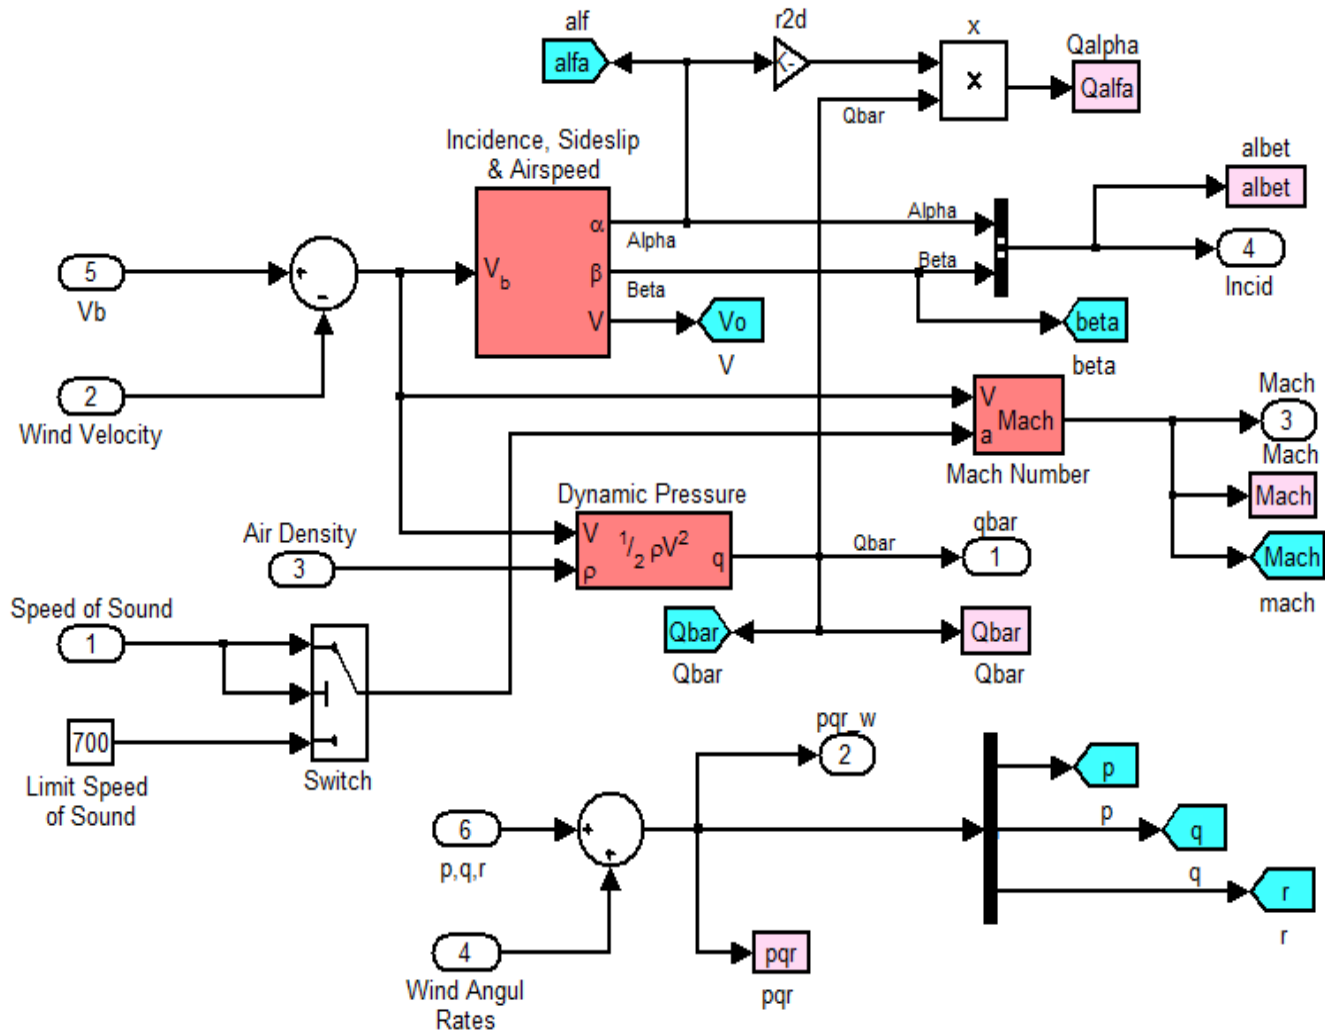 alf
r2d
x
Qalpha
alfa
<-
×
Qalfa
Qbar
Incidence, Sideslip
& Airspeed
albet
albet
α
Alpha
Alpha
5
Vb
V_b
β
Beta
Beta
4
Incid
V
Vo
V
beta
beta
2
Wind Velocity
Mach
V
Mach
a
3
Mach
Mach Number
Mach
Dynamic Pressure
Air Density
3
V
1/2 ρV²
ρ
q
Qbar
qbar
1
Mach
mach
Speed of Sound
1
Qbar
Qbar
Qbar
Qbar
700
Limit Speed
of Sound
Switch
pqr_w
2
p
p
6
p,q,r
q
q
r
r
4
Wind Angul
Rates
pqr
pqr